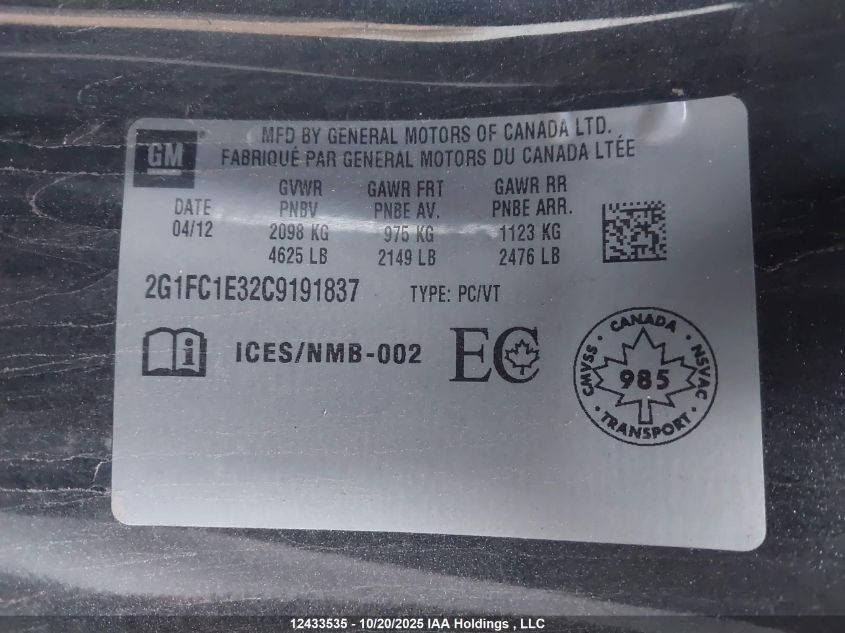 GM
MFD BY GENERAL MOTORS OF CANADA LTD.
FABRIQUÉ PAR GENERAL MOTORS DU CANADA LTÉE
GVWR GAWR FRT GAWR RR
DATE PNBV PNBE AV. PNBE ARR.
04/12 2098 KG 975 KG 1123 KG
4625 LB 2149 LB 2476 LB
2G1FC1E32C9191837 TYPE: PC/VT
i ICES/NMB-002 EC
CANADA
CMVSS 985 NSVAC
TRANSPORT
12433535 - 10/20/2025 IAA Holdings , LLC